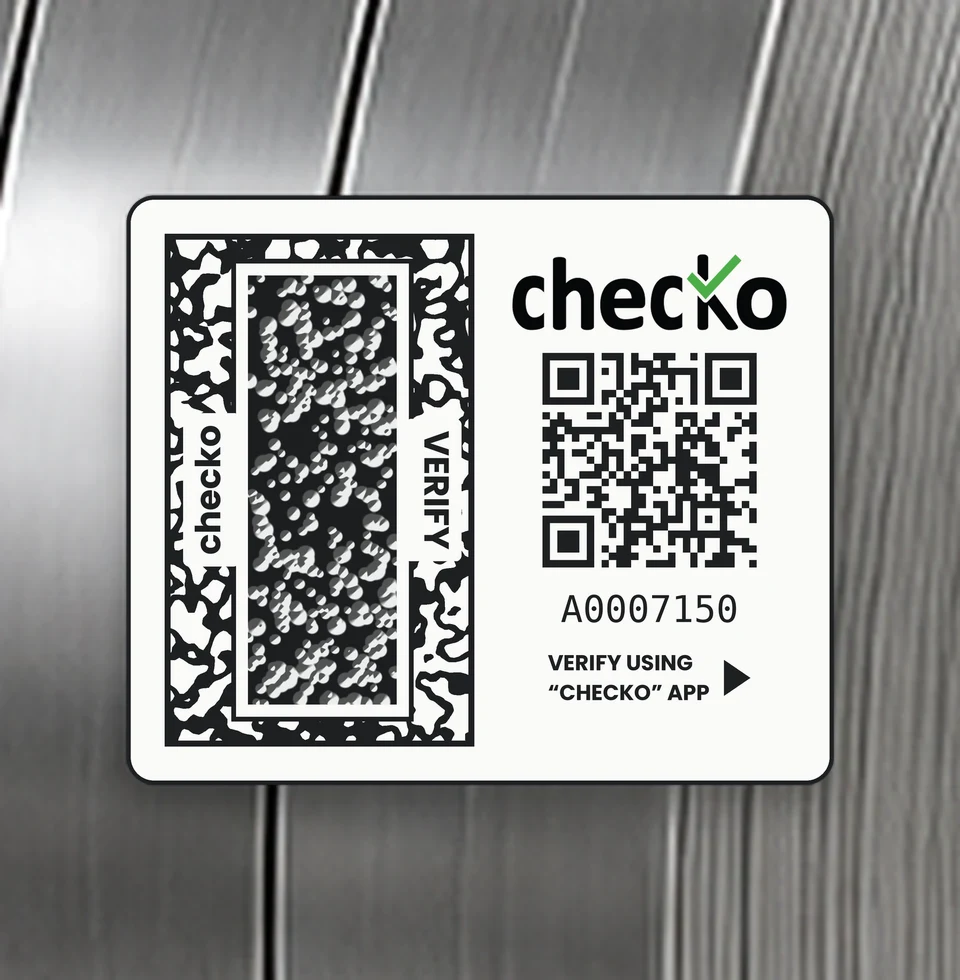 checko
VERIFY
checko
A0007150
VERIFY USING
“CHECKO” APP